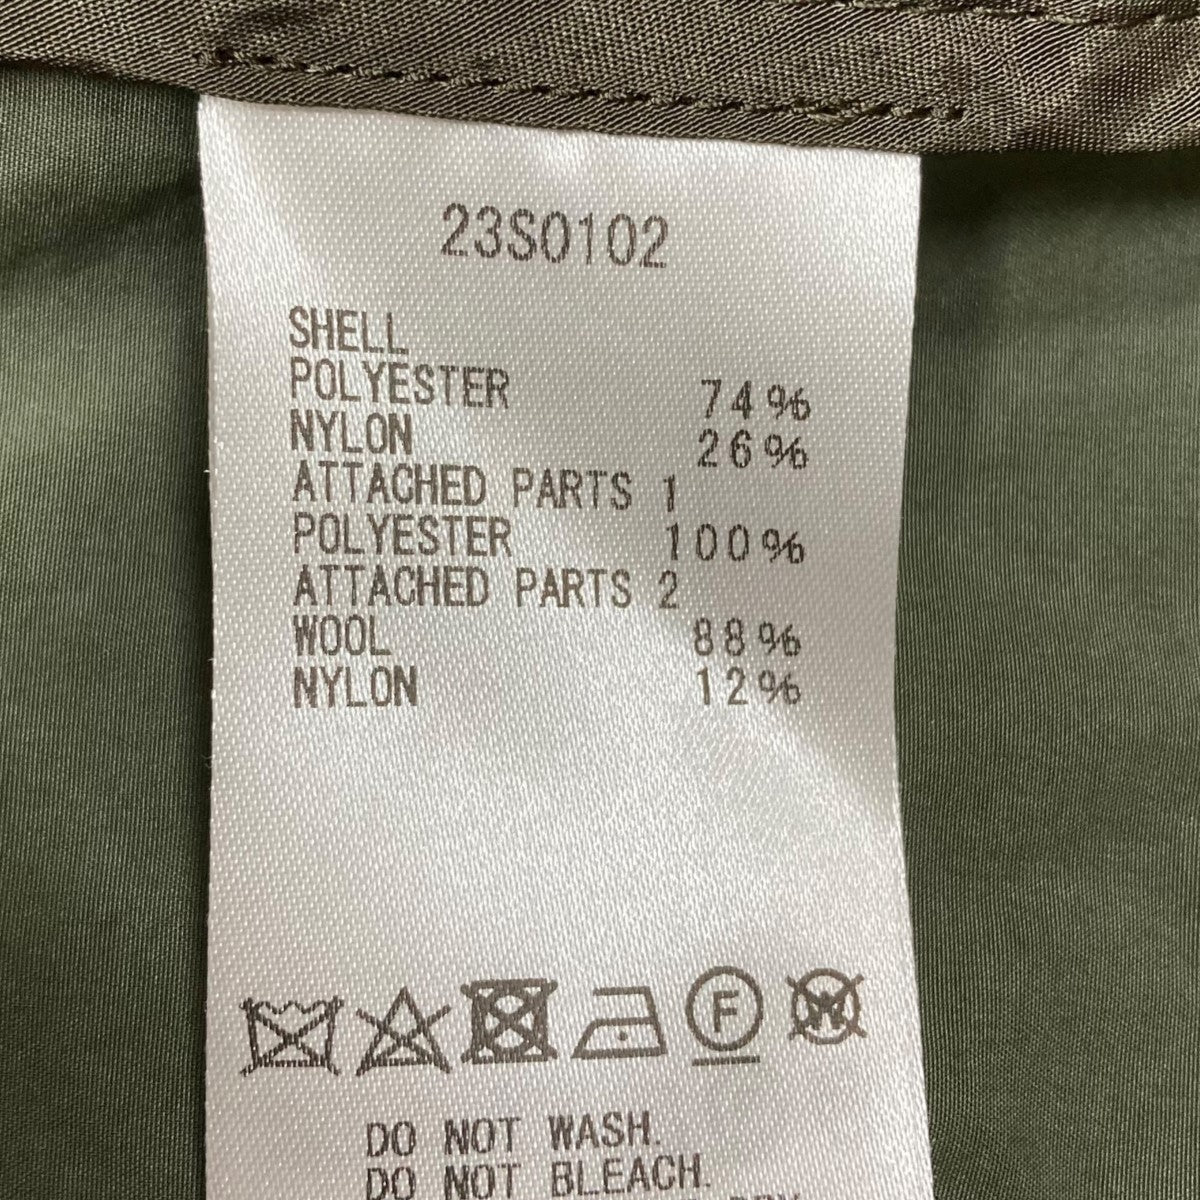 23S0102
SHELL
POLYESTER 74%
NYLON 26%
ATTACHED PARTS 1
POLYESTER 100%
ATTACHED PARTS 2
WOOL 88%
NYLON 12%
F W
DO NOT WASH.
DO NOT BLEACH.